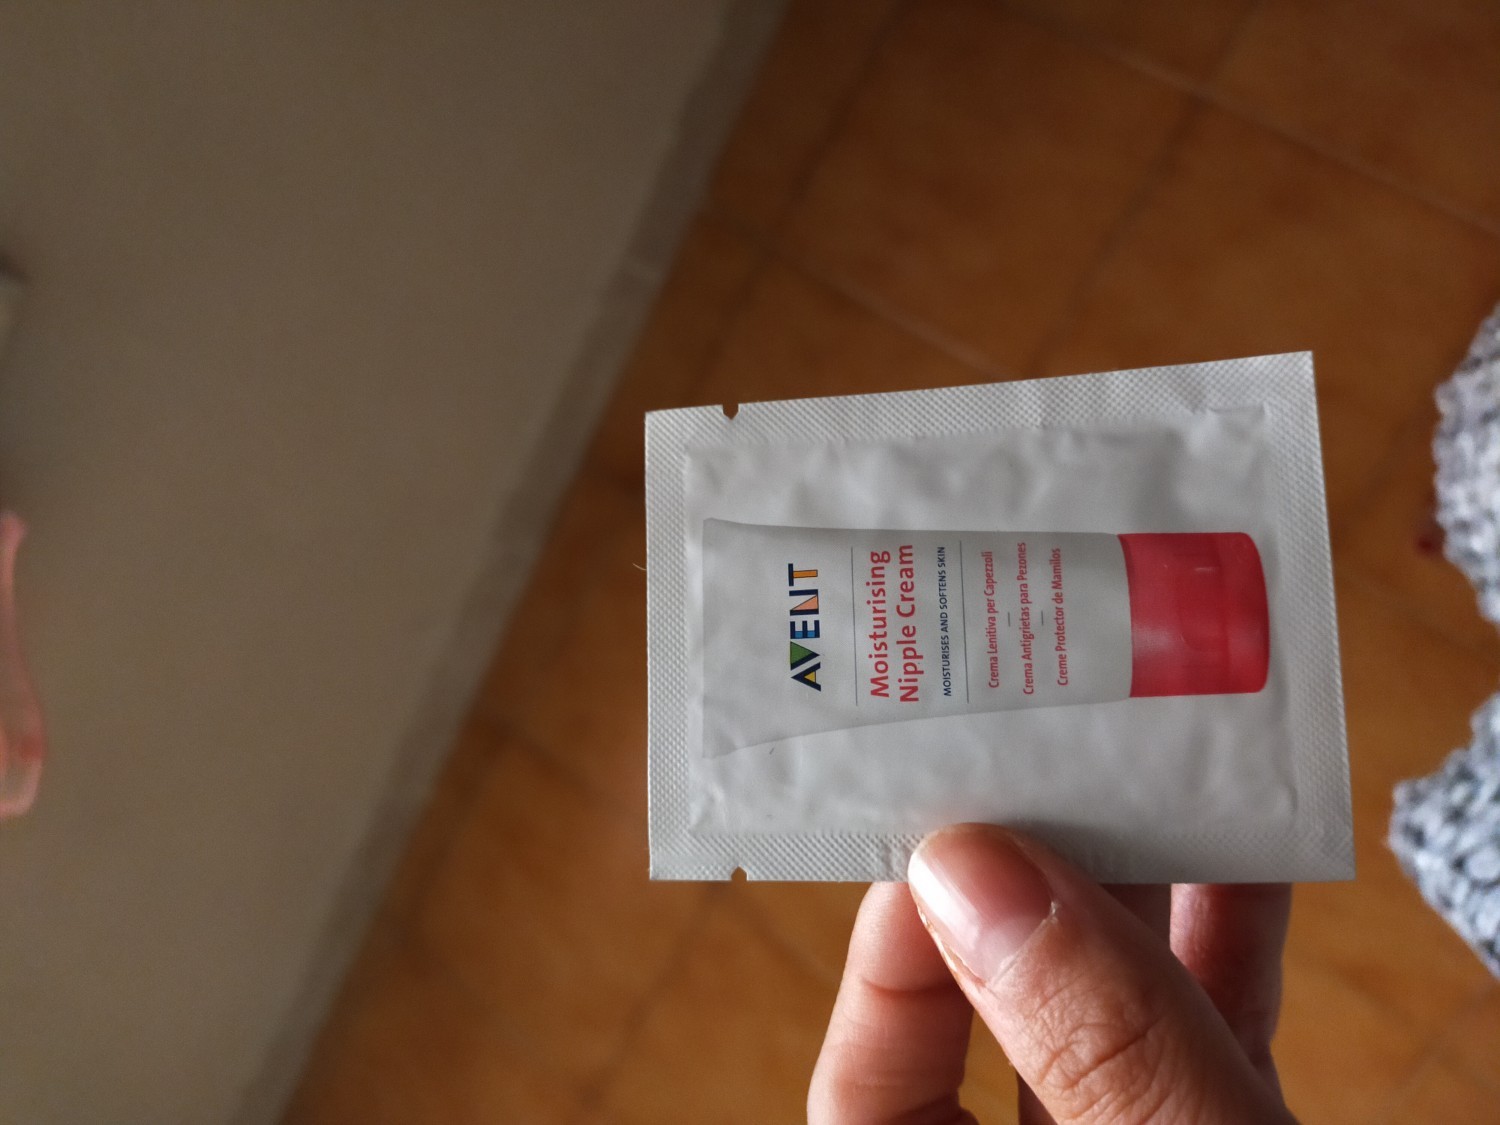 AVENT
Moisturising
Nipple Cream
MOISTURISES AND SOFTENS SKIN
Crema Lenitiva per Capezzoli
Crema Antigrietas para Pezones
Creme Protector de Mamilos